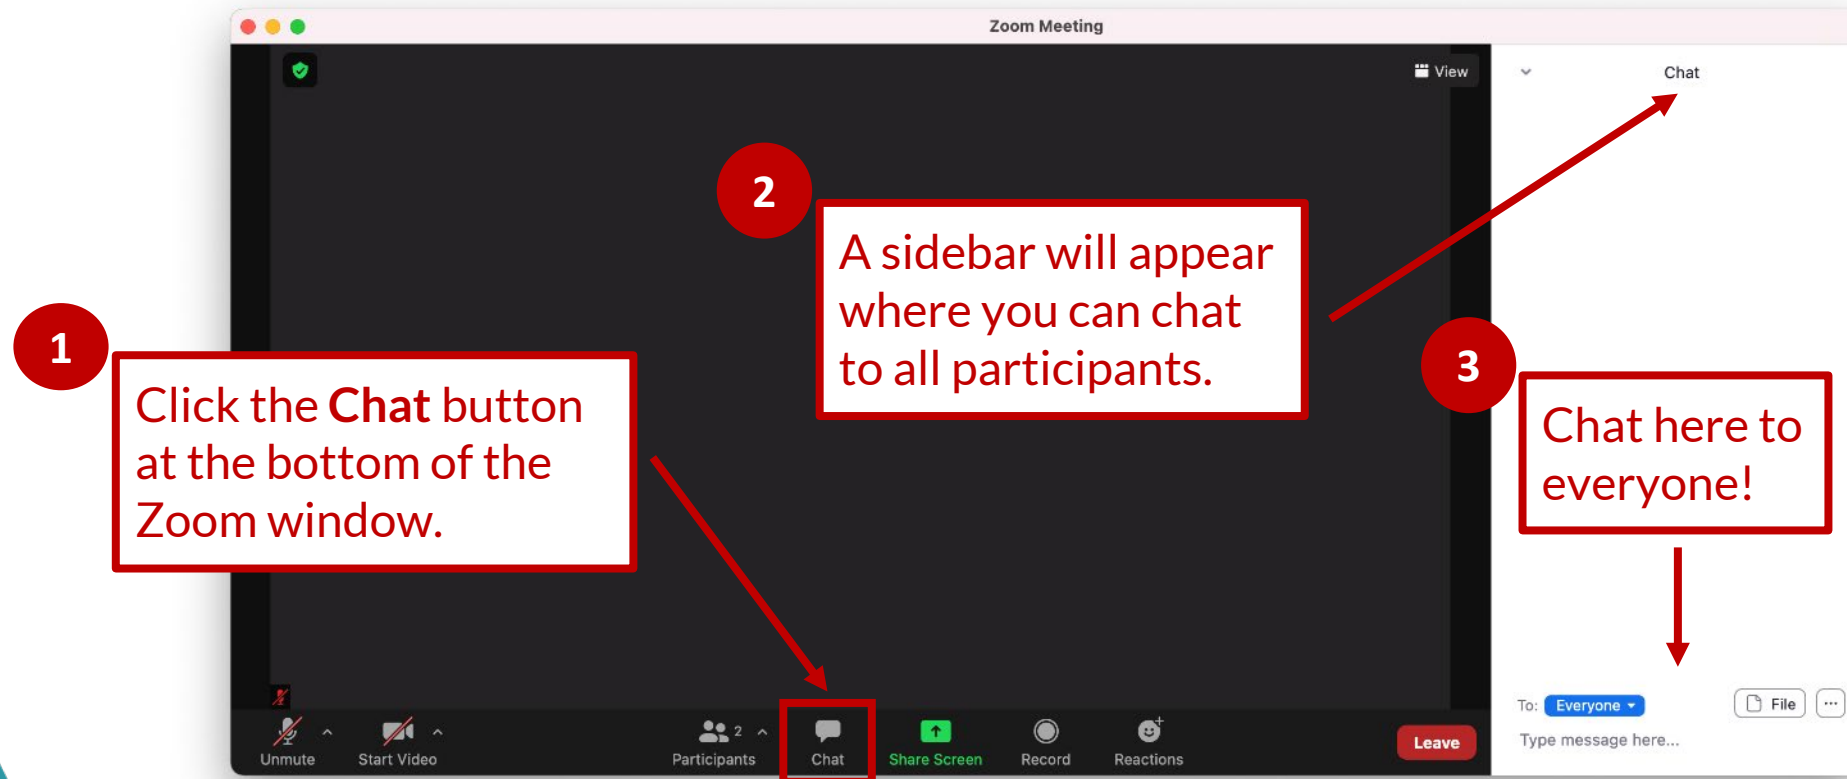 Zoom Meeting
View
Chat
2
A sidebar will appear
where you can chat
to all participants.
1
Click the Chat button
at the bottom of the
Zoom window.
3
Chat here to
everyone!
To: Everyone
File
Type message here...
Unmute
Start Video
2
Participants
Chat
Share Screen
Record
Reactions
Leave